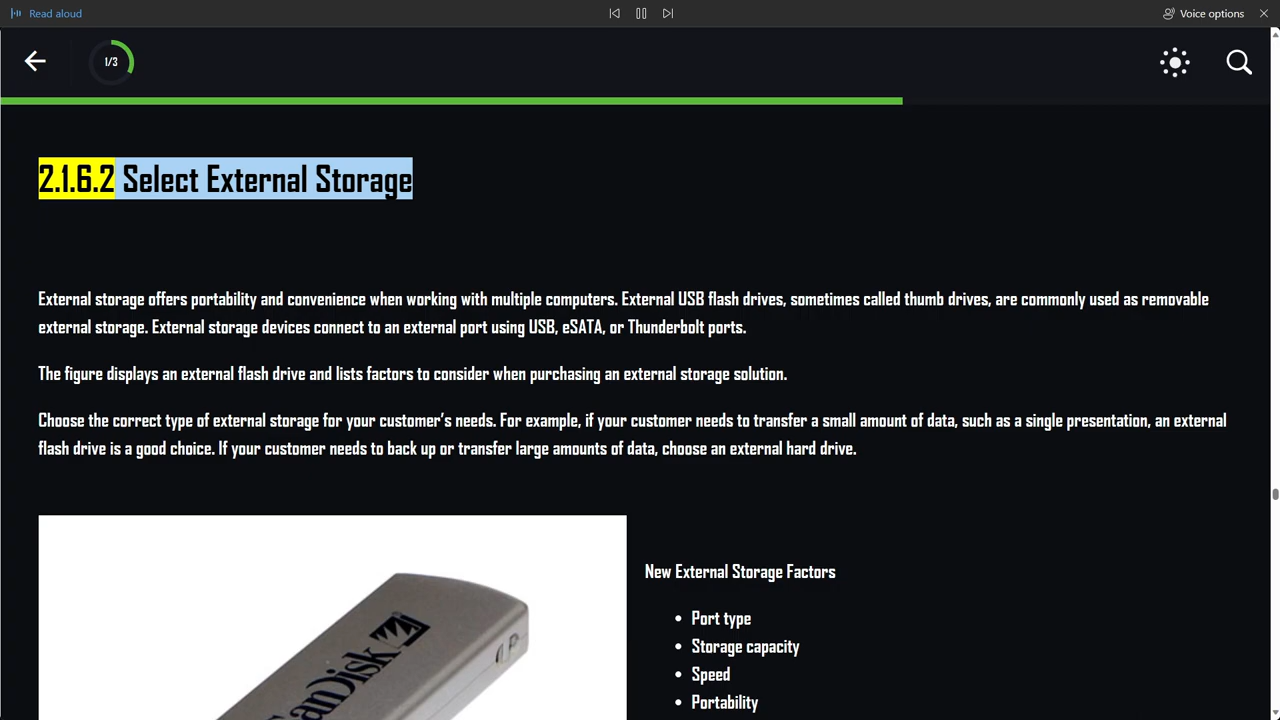 Read aloud
Voice options
1/3
2.1.6.2 Select External Storage
External storage offers portability and convenience when working with multiple computers. External USB flash drives, sometimes called thumb drives, are commonly used as removable
external storage. External storage devices connect to an external port using USB, eSATA, or Thunderbolt ports.
The figure displays an external flash drive and lists factors to consider when purchasing an external storage solution.
Choose the correct type of external storage for your customer’s needs. For example, if your customer needs to transfer a small amount of data, such as a single presentation, an external
flash drive is a good choice. If your customer needs to back up or transfer large amounts of data, choose an external hard drive.
SanDisk
New External Storage Factors
• Port type
• Storage capacity
• Speed
• Portability